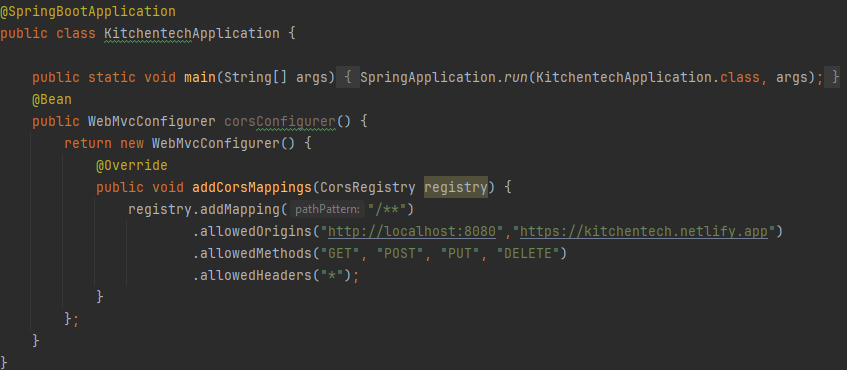 @SpringBootApplication
public class KitchentechApplication {
public static void main(String[] args) { SpringApplication.run(KitchentechApplication.class, args); }
@Bean
public WebMvcConfigurer corsConfigurer() {
return new WebMvcConfigurer() {
@Override
public void addCorsMappings(CorsRegistry registry) {
registry.addMapping( pathPattern: "/**")
.allowedOrigins("http://localhost:8080","https://kitchentech.netlify.app")
.allowedMethods("GET", "POST", "PUT", "DELETE")
.allowedHeaders("*");
}
};
}
}